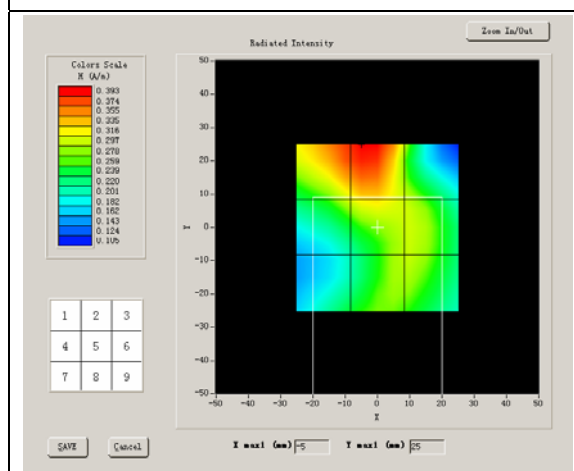 Zoom In/Out
Radiated Intensity
Colors Scale
H (A/m)
0.393
0.374
0.355
0.335
0.316
0.297
0.278
0.259
0.239
0.220
0.201
0.182
0.162
0.143
0.124
0.105
50
40
30
20
10
0
-10
-20
-30
-40
-50
Y
-50 -40 -30 -20 -10 0 10 20 30 40 50
X
1 2 3
4 5 6
7 8 9
SAVE Cancel
X max1 (mm) -5 Y max1 (mm) 25